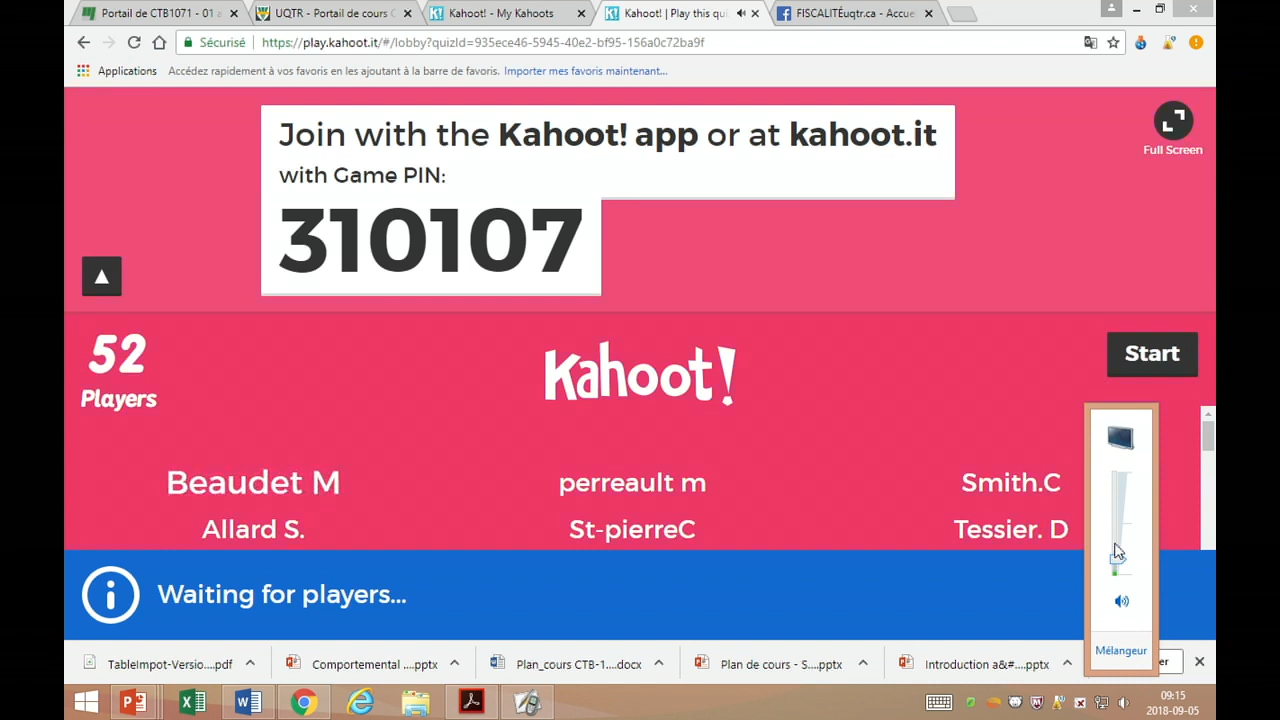 Portail de CTB1071 - 01 a
UQTR - Portail de cours C
Kahoot! - My Kahoots
Kahoot! | Play this qui
FISCALITÉuqtr.ca - Accue
Sécurisé
https://play.kahoot.it/#/lobby?quizId=935ece46-5945-40e2-bf95-156a0c72ba9f
Applications
Accédez rapidement à vos favoris en les ajoutant à la barre de favoris.
Importer mes favoris maintenant...
Join with the Kahoot! app or at kahoot.it
with Game PIN:
310107
Full Screen
52
Players
Kahoot!
Start
Beaudet M
perreault m
Smith.C
Allard S.
St-pierreC
Tessier. D
Waiting for players...
Mélangeur
TableImpot-Versio....pdf
Comportemental ....pptx
Plan_cours CTB-1....docx
Plan de cours - S....pptx
Introduction a&#....pptx
09:15
2018-09-05